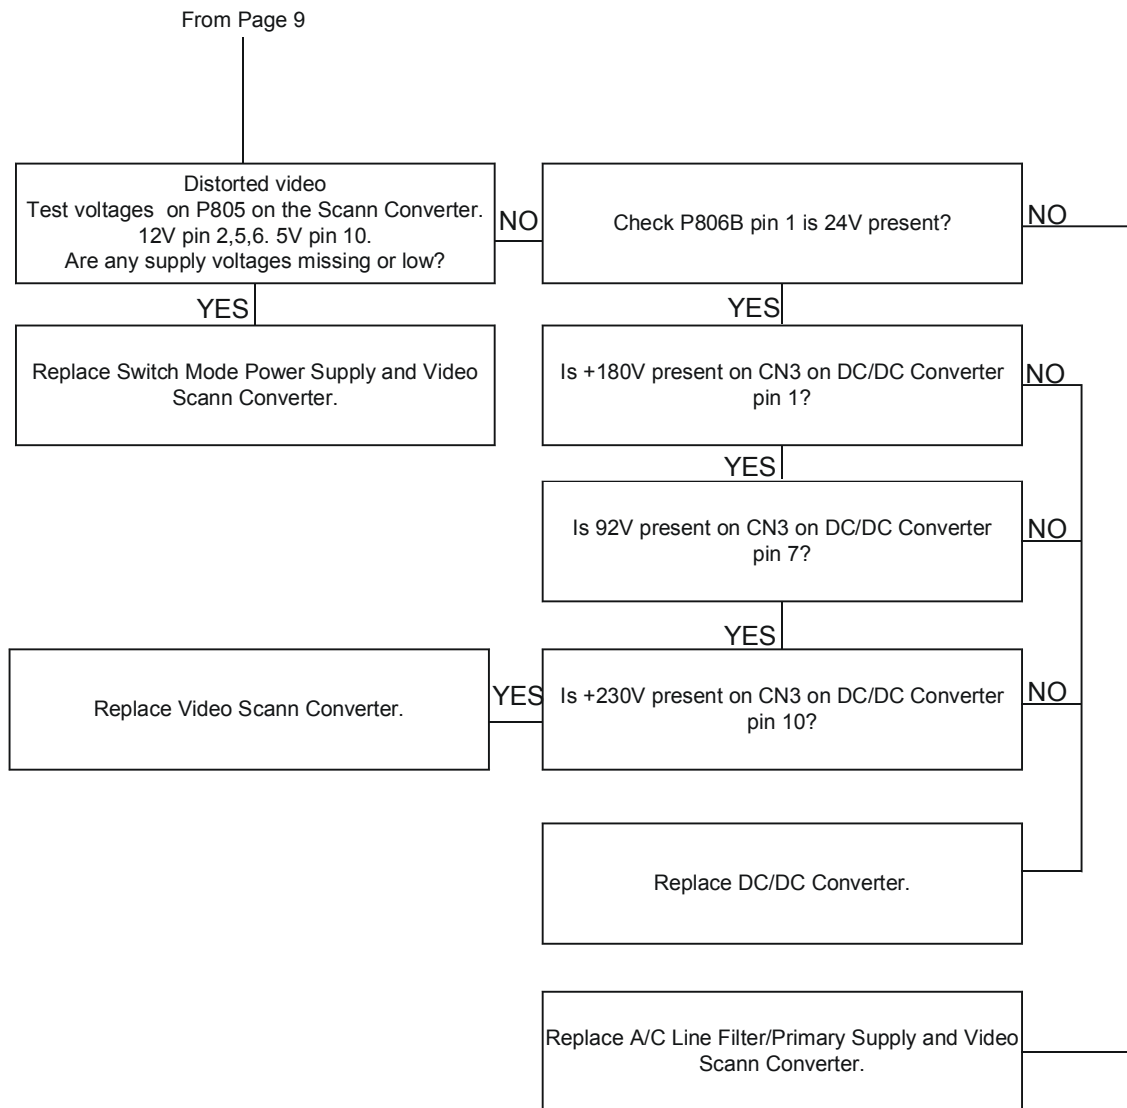 From Page 9
Distorted video
Test voltages on P805 on the Scann Converter.
12V pin 2,5,6. 5V pin 10.
Are any supply voltages missing or low?
NO
Check P806B pin 1 is 24V present?
NO
YES
YES
Replace Switch Mode Power Supply and Video
Scann Converter.
Is +180V present on CN3 on DC/DC Converter
pin 1?
NO
YES
Is 92V present on CN3 on DC/DC Converter
pin 7?
NO
YES
Replace Video Scann Converter.
YES
Is +230V present on CN3 on DC/DC Converter
pin 10?
NO
Replace DC/DC Converter.
Replace A/C Line Filter/Primary Supply and Video
Scann Converter.